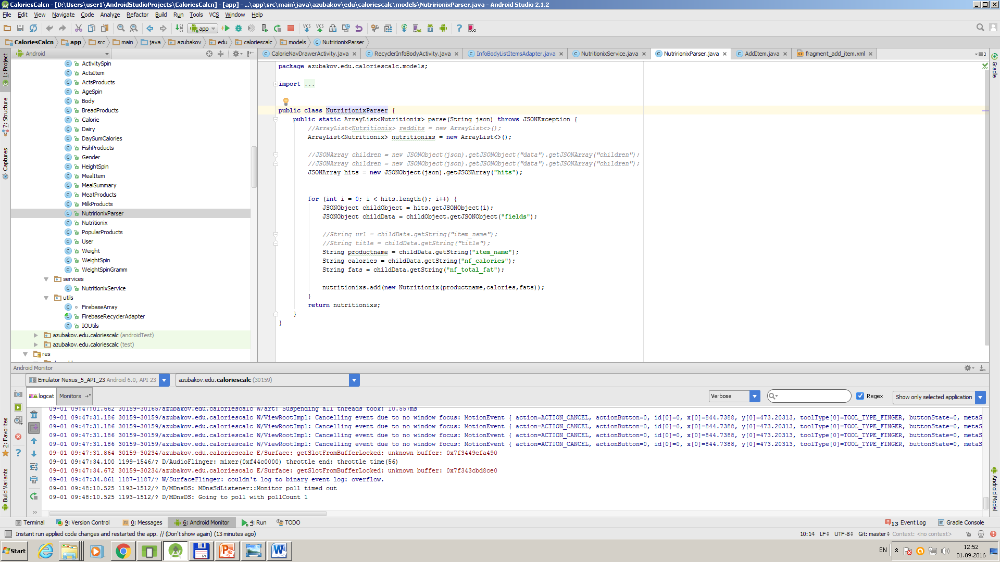 CaloriesCalcn - [D:\Users\user1\AndroidStudioProjects\CaloriesCalcn] - [app] - ...\app\src\main\java\azubakov\edu\caloriescalc\models\NutririonixParser.java - Android Studio 2.1.2
File Edit View Navigate Code Analyze Refactor Build Run Tools VCS Window Help
app
CaloriesCalcn app src main java azubakov edu caloriescalc models NutririonixParser
Android
CalorieNavDrawerActivity.java RecyclerInfoBodyActivity.java InfoBodyListItemsAdapter.java NutritionixService.java NutririonixParser.java AddItem.java fragment_add_item.xml
1: Project
Z: Structure
Captures
2: Favorites
Build Variants
ActivitySpin
ActsItem
ActsProducts
AgeSpin
Body
BreadProducts
Calorie
Dairy
DaySumCalories
FishProducts
Gender
HeightSpin
MealItem
MealSummary
MeatProducts
MilkProducts
NutririonixParser
Nutritionix
PopularProducts
User
Weight
WeightSpin
WeightSpinGramm
services
NutritionixService
utils
FirebaseArray
FirebaseRecyclerAdapter
IOUtils
azubakov.edu.caloriescalc (androidTest)
azubakov.edu.caloriescalc (test)
res
package azubakov.edu.caloriescalc.models;
import ...
public class NutririonixParser {
public static ArrayList<Nutritionix> parse(String json) throws JSONException {
//ArrayList<Nutritionix> reddits = new ArrayList<>();
ArrayList<Nutritionix> nutritionixs = new ArrayList<>();
//JSONArray children = new JSONObject(json).getJSONObject("data").getJSONArray("children");
//JSONArray children = new JSONObject(json).getJSONObject("data").getJSONArray("children");
JSONArray hits = new JSONObject(json).getJSONArray("hits");
for (int i = 0; i < hits.length(); i++) {
JSONObject childObject = hits.getJSONObject(i);
JSONObject childData = childObject.getJSONObject("fields");
//String url = childData.getString("item_name");
//String title = childData.getString("title");
String productname = childData.getString("item_name");
String calories = childData.getString("nf_calories");
String fats = childData.getString("nf_total_fat");
nutritionixs.add(new Nutritionix(productname,calories,fats));
}
return nutritionixs;
}
}
Gradle
Android Model
Android Monitor
Emulator Nexus_5_API_23 Android 6.0, API 23 azubakov.edu.caloriescalc (30159)
logcat Monitors Verbose Regex Show only selected application
09-01 09:47:01.662 30159-30165/azubakov.edu.caloriescalc W/art: Suspending all threads took: 10.557ms
09-01 09:47:31.186 30159-30159/azubakov.edu.caloriescalc W/ViewRootImpl: Cancelling event due to no window focus: MotionEvent { action=ACTION_CANCEL, actionButton=0, id[0]=0, x[0]=844.7388, y[0]=473.20313, toolType[0]=TOOL_TYPE_FINGER, buttonState=0, metaS
09-01 09:47:31.186 30159-30159/azubakov.edu.caloriescalc W/ViewRootImpl: Cancelling event due to no window focus: MotionEvent { action=ACTION_CANCEL, actionButton=0, id[0]=0, x[0]=844.7388, y[0]=473.20313, toolType[0]=TOOL_TYPE_FINGER, buttonState=0, metaS
09-01 09:47:31.186 30159-30159/azubakov.edu.caloriescalc W/ViewRootImpl: Cancelling event due to no window focus: MotionEvent { action=ACTION_CANCEL, actionButton=0, id[0]=0, x[0]=844.7388, y[0]=473.20313, toolType[0]=TOOL_TYPE_FINGER, buttonState=0, metaS
09-01 09:47:31.186 30159-30159/azubakov.edu.caloriescalc W/ViewRootImpl: Cancelling event due to no window focus: MotionEvent { action=ACTION_CANCEL, actionButton=0, id[0]=0, x[0]=844.7388, y[0]=473.20313, toolType[0]=TOOL_TYPE_FINGER, buttonState=0, metaS
09-01 09:47:31.864 30159-30234/azubakov.edu.caloriescalc E/Surface: getSlotFromBufferLocked: unknown buffer: 0x7f3449efa490
09-01 09:47:34.100 1199-1546/? D/AudioFlinger: mixer(0xf44c0000) throttle end: throttle time(56)
09-01 09:47:34.672 30159-30234/azubakov.edu.caloriescalc E/Surface: getSlotFromBufferLocked: unknown buffer: 0x7f343cbd8ce0
09-01 09:47:34.861 1187-1187/? W/SurfaceFlinger: couldn't log to binary event log: overflow.
09-01 09:48:10.525 1193-1512/? D/MDnsDS: MDnsSdListener::Monitor poll timed out
09-01 09:48:10.525 1193-1512/? D/MDnsDS: Going to poll with pollCount 1
Terminal 9: Version Control 0: Messages 6: Android Monitor 4: Run TODO 13 Event Log Gradle Console
Instant run applied code changes and restarted the app. // (Don't show again) (13 minutes ago) 10:14 LF UTF-8 Git: master Context: <no context>
Start EN 12:52
01.09.2016